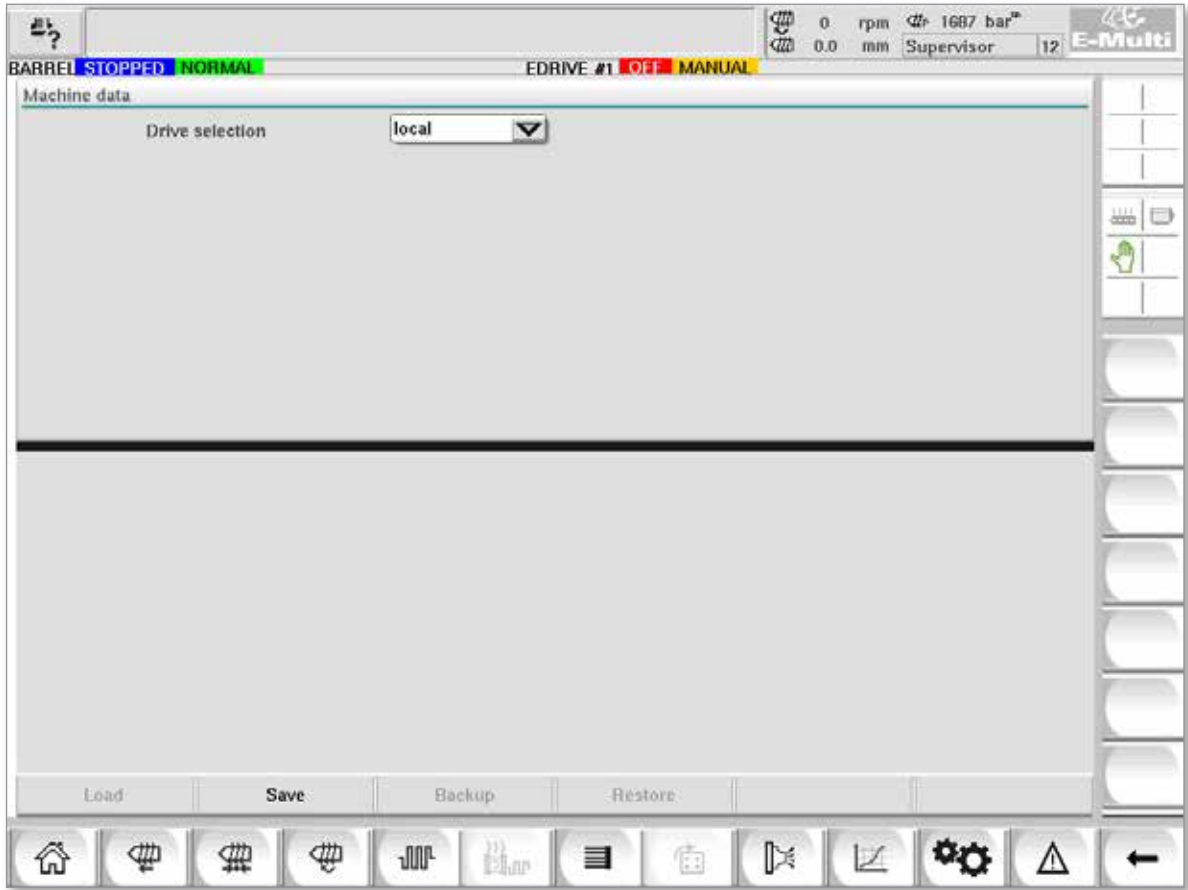 0 rpm 1687 bar
0.0 mm Supervisor 12 E-Multi
BARREL STOPPED NORMAL EDRIVE #1 OFF MANUAL
Machine data
Drive selection local
Load Save Backup Restore